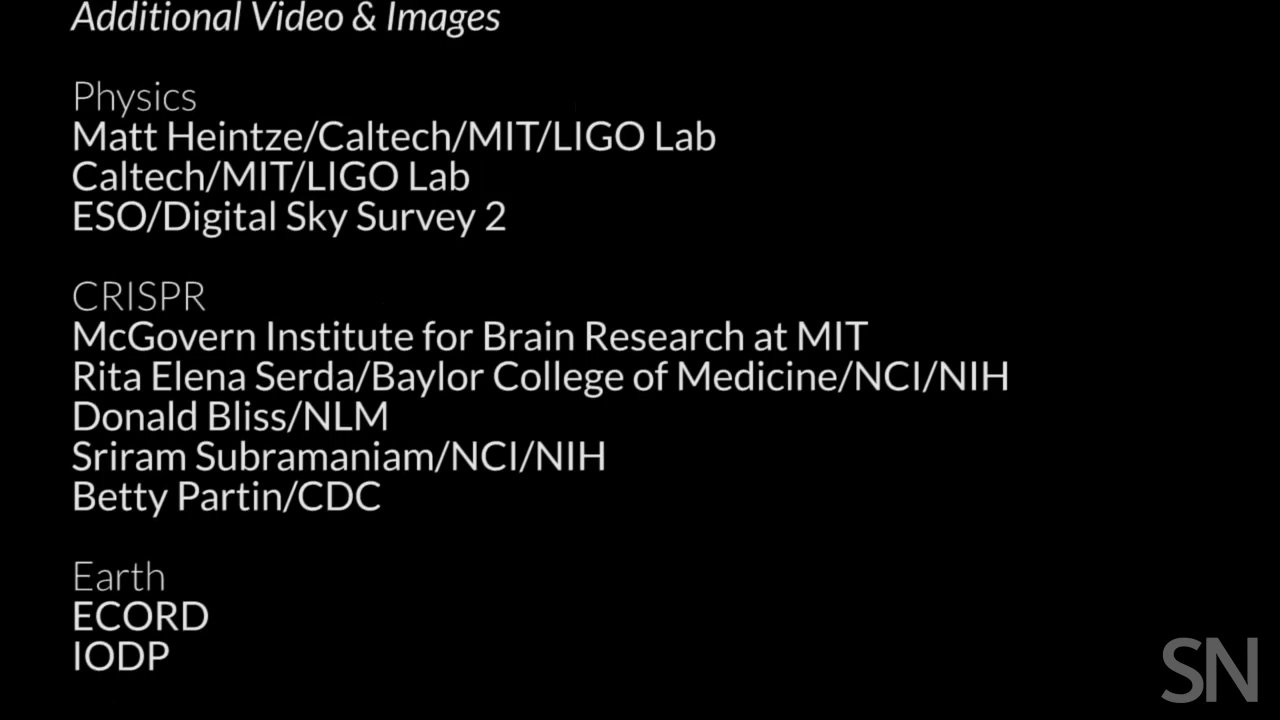 Additional Video & Images
Physics
Matt Heintze/Caltech/MIT/LIGO Lab
Caltech/MIT/LIGO Lab
ESO/Digital Sky Survey 2
CRISPR
McGovern Institute for Brain Research at MIT
Rita Elena Serda/Baylor College of Medicine/NCI/NIH
Donald Bliss/NLM
Sriram Subramaniam/NCI/NIH
Betty Partin/CDC
Earth
ECORD
IODP
SN